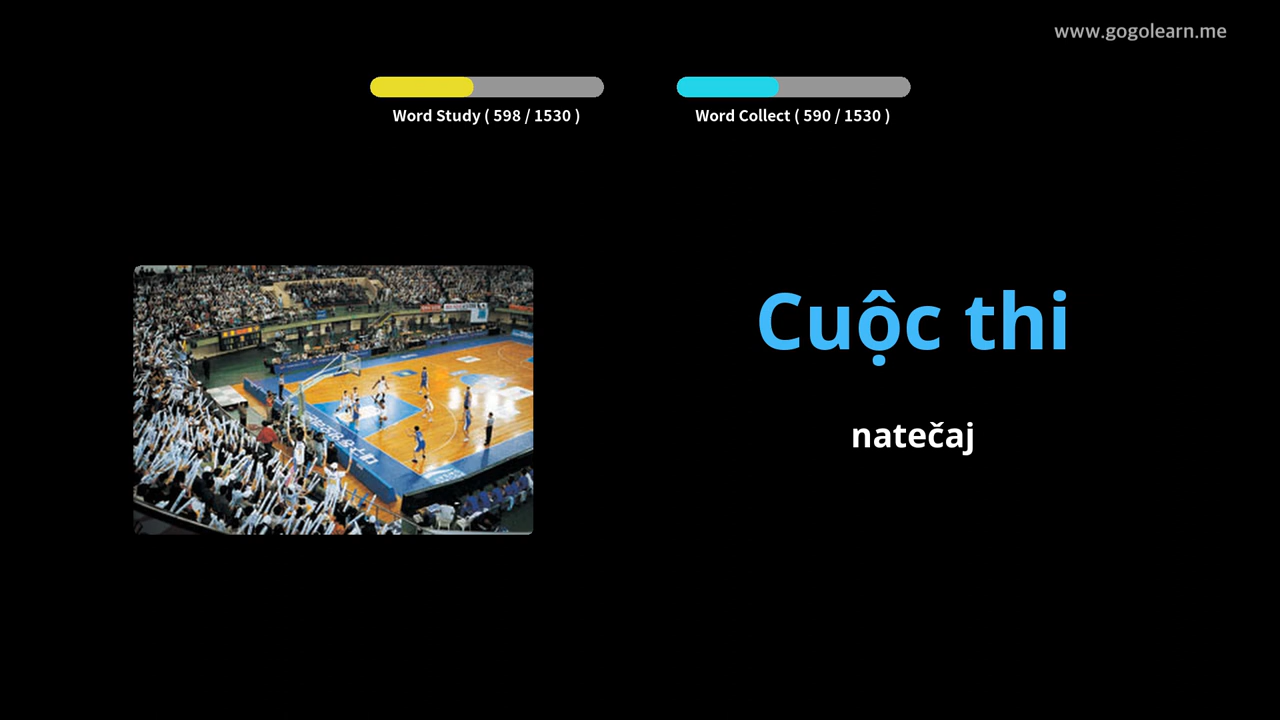 www.gogolearn.me
Word Study ( 598 / 1530 )
Word Collect ( 590 / 1530 )
Cuộc thi
natečaj